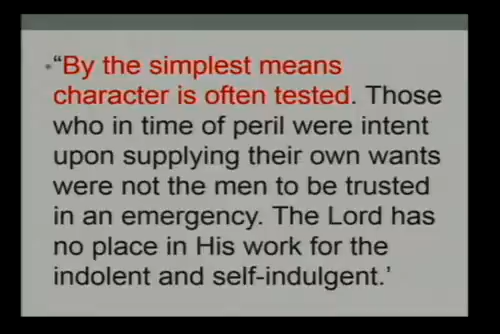 •“By the simplest means
character is often tested. Those
who in time of peril were intent
upon supplying their own wants
were not the men to be trusted
in an emergency. The Lord has
no place in His work for the
indolent and self-indulgent.’